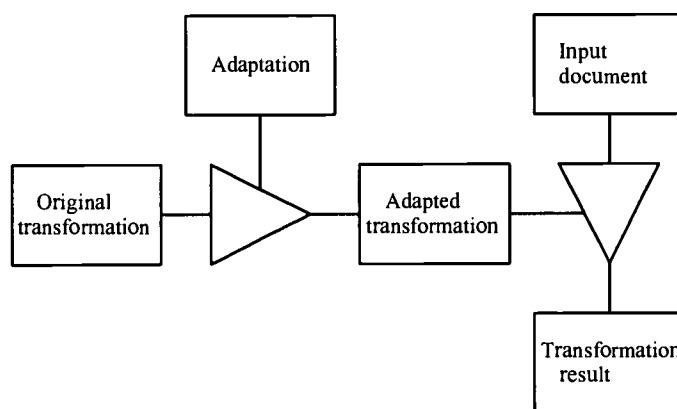 Adaptation
Input
document
Original
transformation
Adapted
transformation
Transformation
result